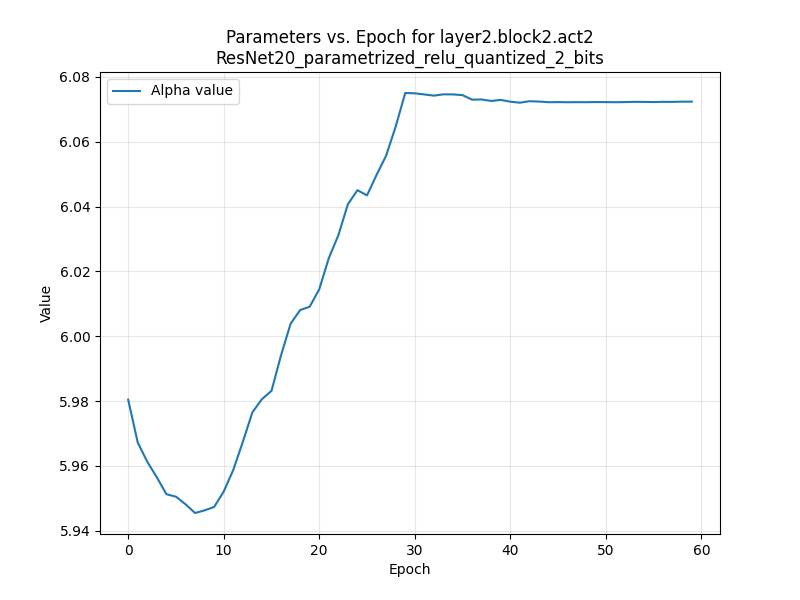 Parameters vs. Epoch for layer2.block2.act2
ResNet20_parametrized_relu_quantized_2_bits
Alpha value
6.08
6.06
6.04
6.02
6.00
5.98
5.96
5.94
Value
0 10 20 30 40 50 60
Epoch